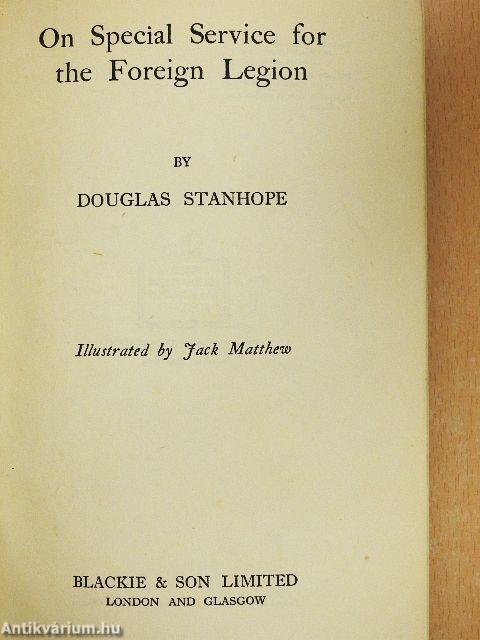 On Special Service for
the Foreign Legion
BY
DOUGLAS STANHOPE
Illustrated by Jack Matthew
BLACKIE & SON LIMITED
LONDON AND GLASGOW
Antikvárium.hu